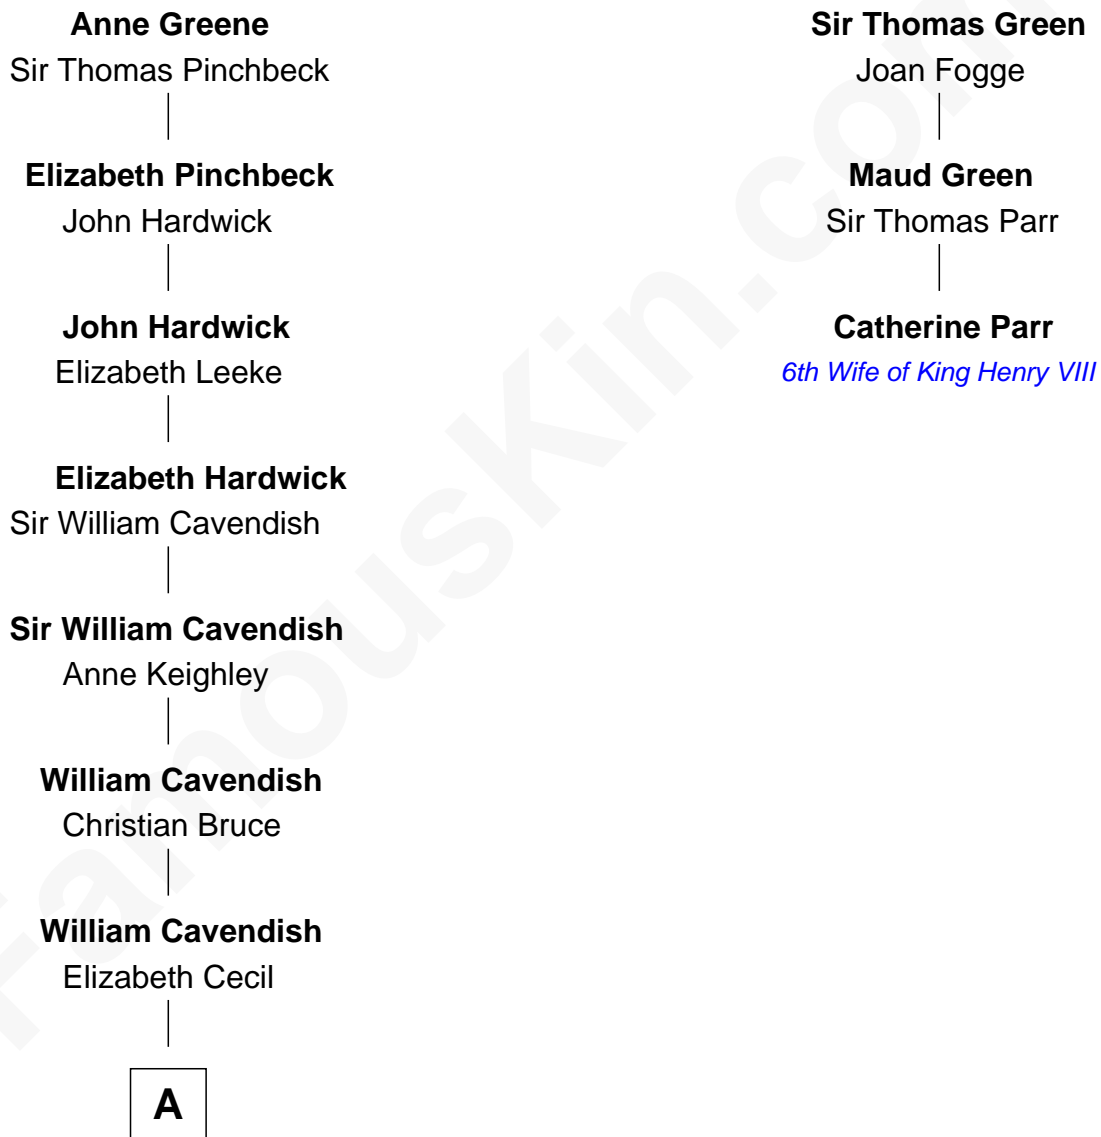 Anne Greene
Sir Thomas Pinchbeck
Elizabeth Pinchbeck
John Hardwick
John Hardwick
Elizabeth Leeke
Elizabeth Hardwick
Sir William Cavendish
Sir William Cavendish
Anne Keighley
William Cavendish
Christian Bruce
William Cavendish
Elizabeth Cecil
A
Sir Thomas Green
Joan Fogge
Maud Green
Sir Thomas Parr
Catherine Parr
6th Wife of King Henry VIII
FamousKin.com